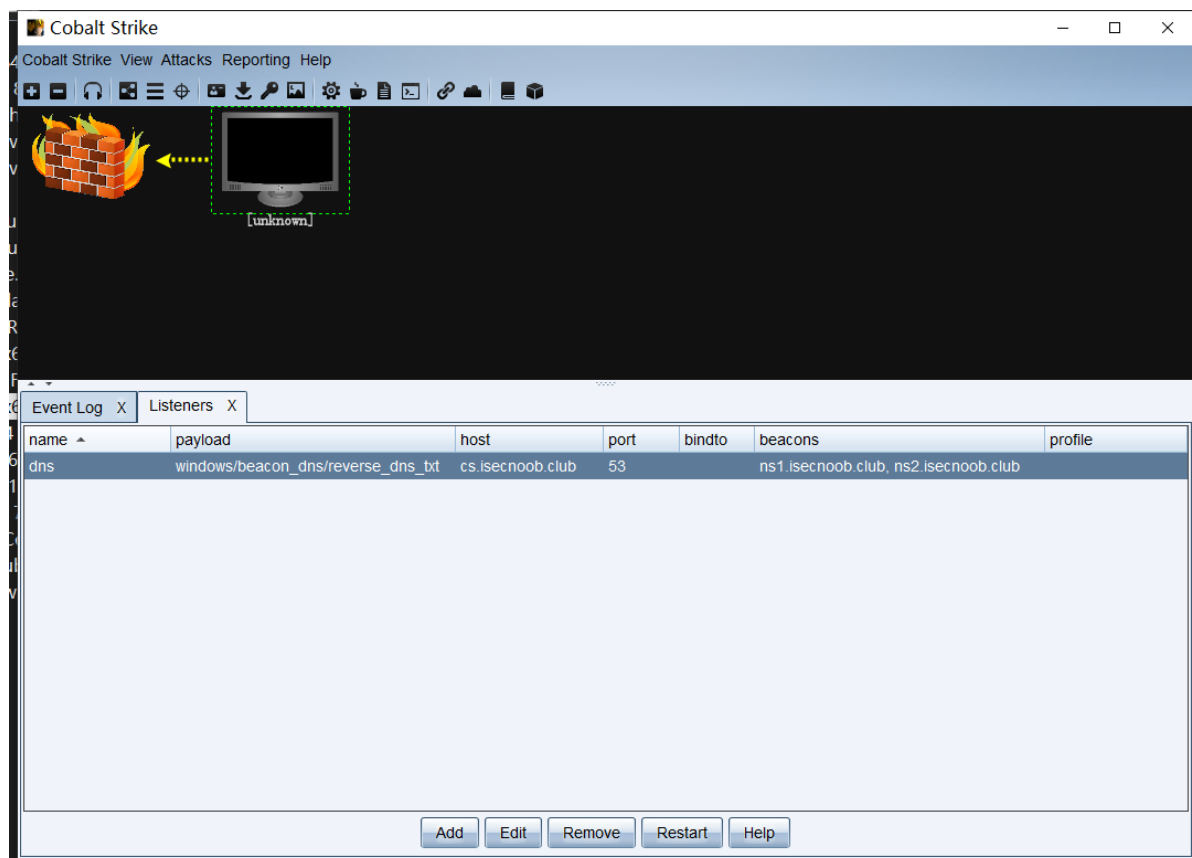 Cobalt Strike
Cobalt Strike View Attacks Reporting Help
[unknown]
Event Log X Listeners X
name payload host port bindto beacons profile
dns windows/beacon_dns/reverse_dns_txt cs.isecnoob.club 53 ns1.isecnoob.club, ns2.isecnoob.club
Add Edit Remove Restart Help